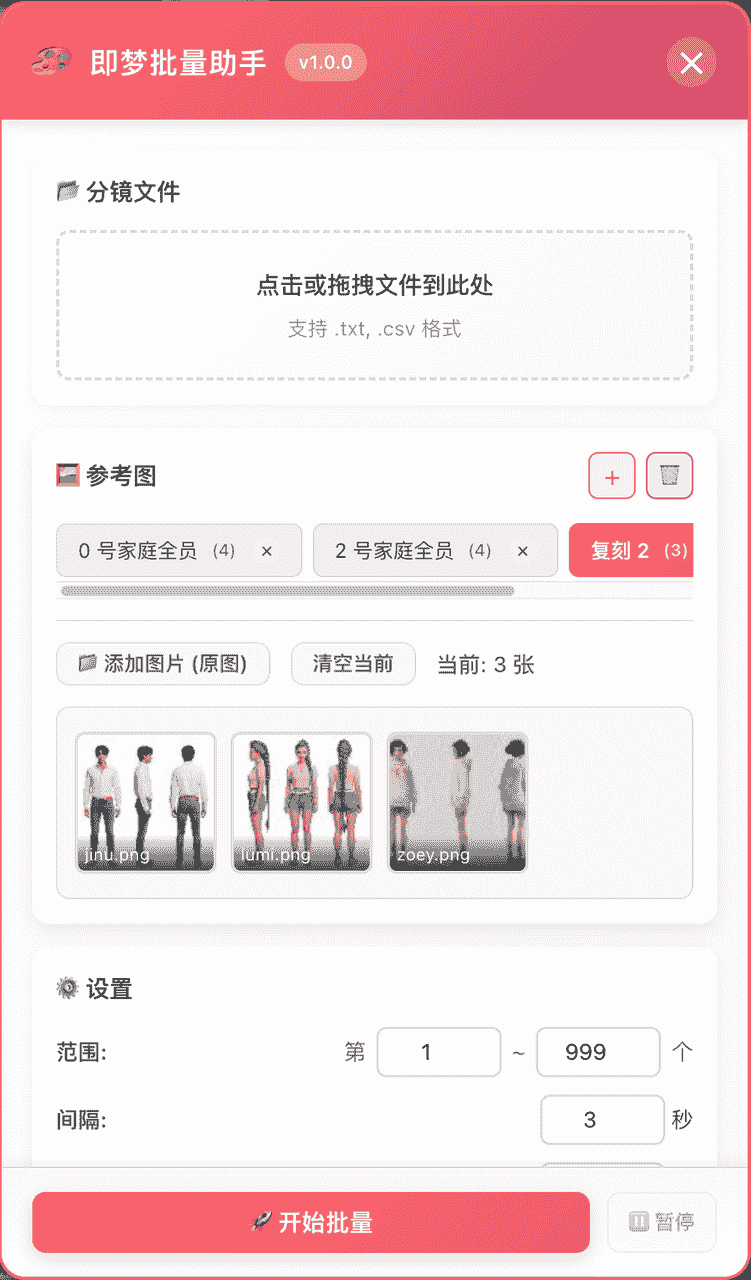 即梦批量助手 v1.0.0
分镜文件
点击或拖拽文件到此处
支持 .txt, .csv 格式
参考图 +
0 号家庭全员 (4) × 2 号家庭全员 (4) × 复刻 2 (3)
添加图片 (原图) 清空当前 当前: 3 张
jinu.png lumi.png zoey.png
设置
范围: 第 1 ~ 999 个
间隔: 3 秒
开始批量 暂停